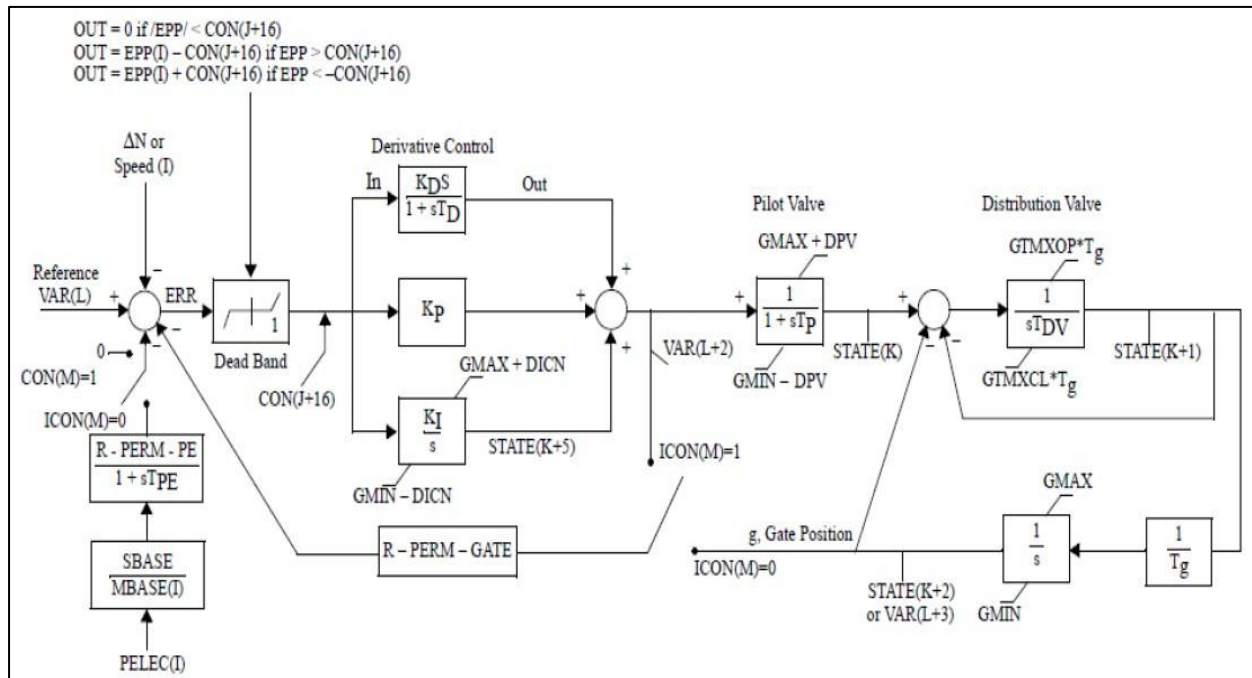 OUT = 0 if /EPP/ < CON(J+16)
OUT = EPP(I) – CON(J+16) if EPP > CON(J+16)
OUT = EPP(I) + CON(J+16) if EPP < –CON(J+16)
ΔN or
Speed (I)
Reference
VAR(L)
+
–
–
–
ERR
0
CON(M)=1
ICON(M)=0
R - PERM - PE
1 + sTPE
SBASE
MBASE(I)
PELEC(I)
1
Dead Band
CON(J+16)
Derivative Control
In
KDS
1 + sTD
Out
KP
GMAX + DICN
KI
s
STATE(K+5)
GMIN – DICN
+
+
+
VAR(L+2)
ICON(M)=1
R – PERM – GATE
Pilot Valve
GMAX + DPV
+
1
1 + sTP
STATE(K)
GMIN – DPV
+
–
–
Distribution Valve
GTMXOP*Tg
1
sTDV
STATE(K+1)
GTMXCL*Tg
GMAX
1
s
GMIN
1
Tg
g, Gate Position
ICON(M)=0
STATE(K+2)
or VAR(L+3)